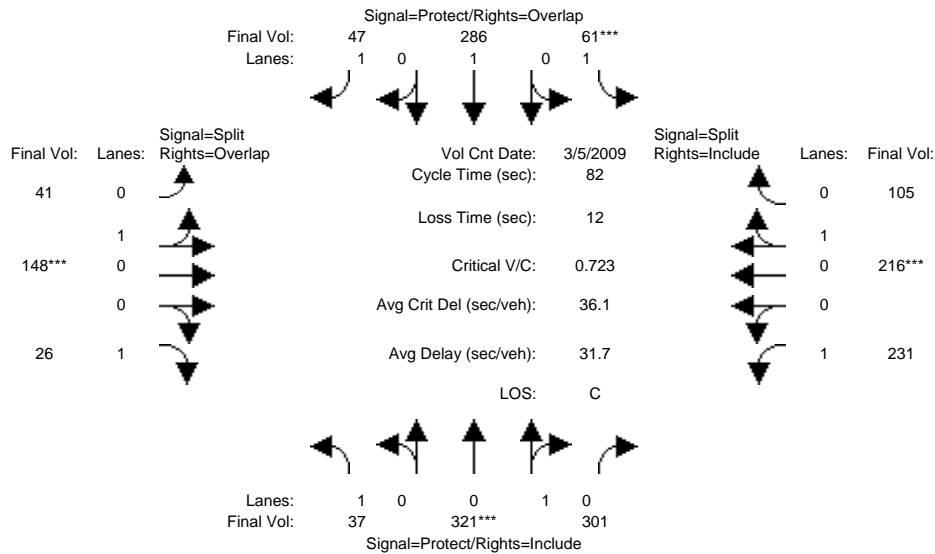 Signal=Protect/Rights=Overlap
Final Vol: 47 286 61***
Lanes: 1 0 1 0 1
Signal=Split Signal=Split
Final Vol: Lanes: Rights=Overlap Vol Cnt Date: 3/5/2009 Rights=Include Lanes: Final Vol:
Cycle Time (sec): 82
41 0 0 105
Loss Time (sec): 12
1 1
148*** 0 Critical V/C: 0.723 0 216***
0 Avg Crit Del (sec/veh): 36.1 0
26 1 Avg Delay (sec/veh): 31.7 1 231
LOS: C
Lanes: 1 0 0 1 0
Final Vol: 37 321*** 301
Signal=Protect/Rights=Include